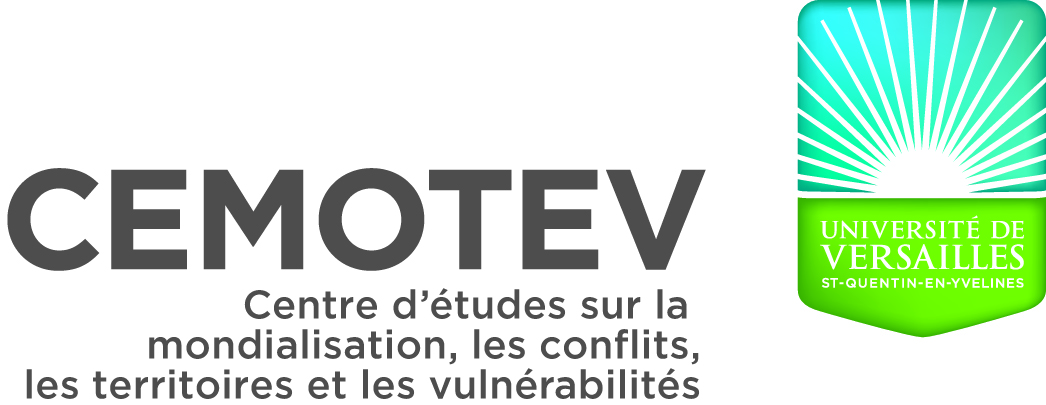 CEMOTEV
Centre d’études sur la
mondialisation, les conflits,
les territoires et les vulnérabilités
UNIVERSITÉ DE
VERSAILLES
ST-QUENTIN-EN-YVELINES